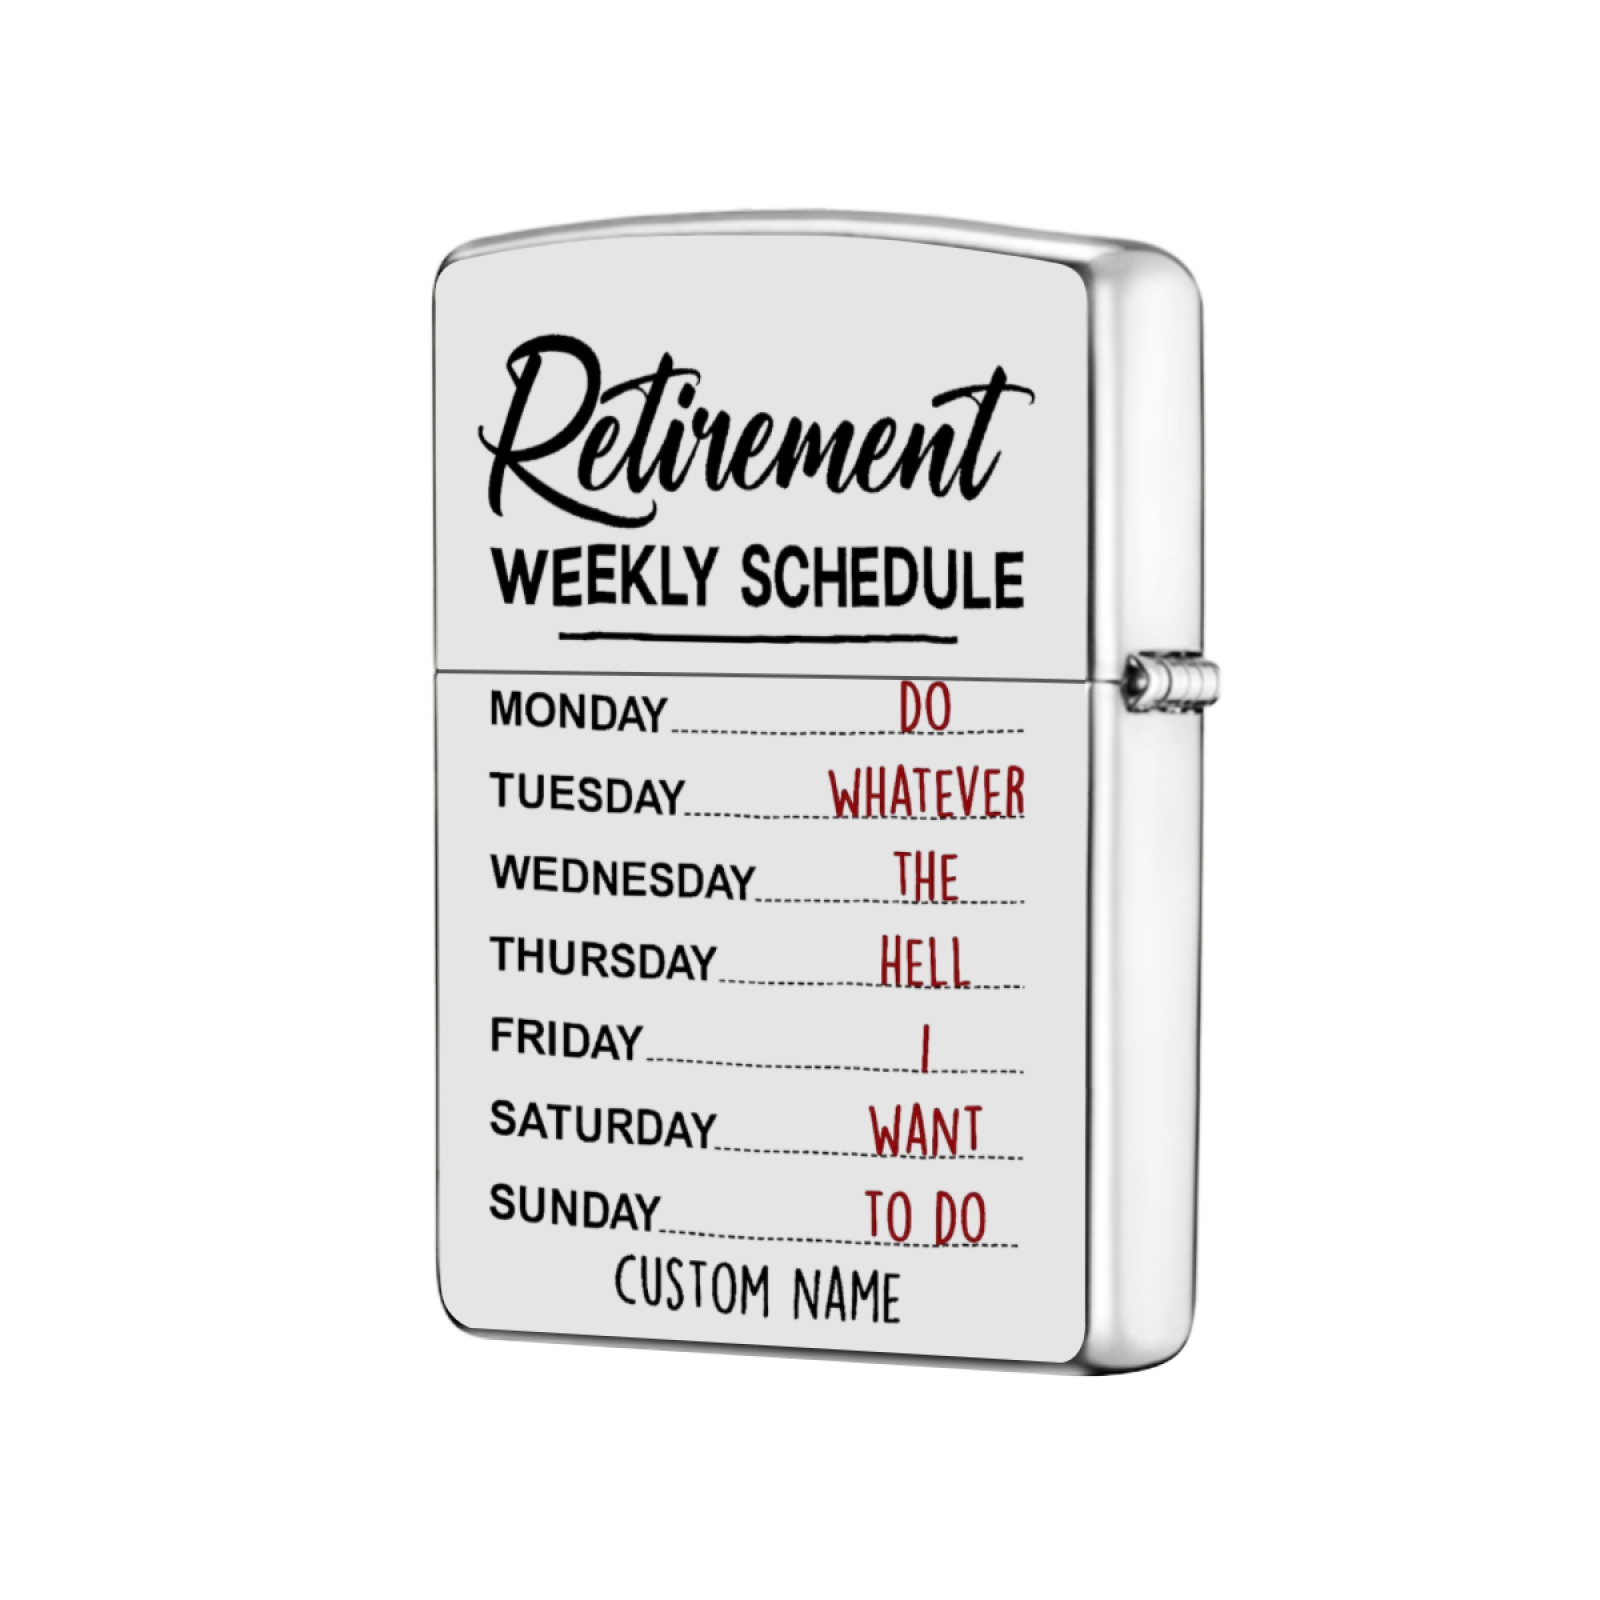 Retirement
WEEKLY SCHEDULE
MONDAY DO
TUESDAY WHATEVER
WEDNESDAY THE
THURSDAY HELL
FRIDAY I
SATURDAY WANT
SUNDAY TO DO
CUSTOM NAME